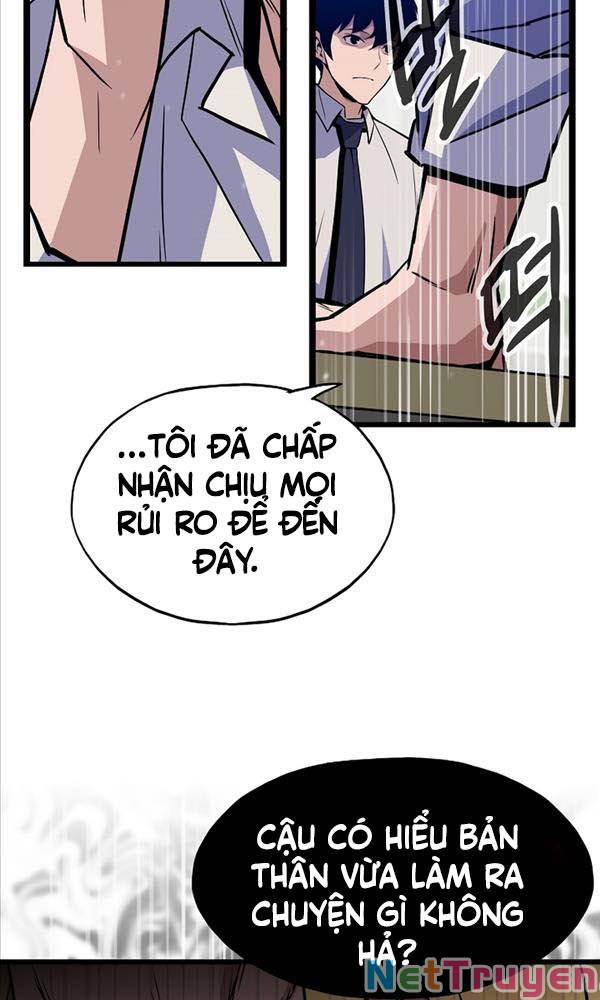 떡
...TÔI ĐÃ CHẤP
NHẬN CHỊU MỌI
RỦI RO ĐỂ ĐẾN
ĐÂY.
CẬU CÓ HIỂU BẢN
THÂN VỪA LÀM RA
CHUYỆN GÌ KHÔNG
HẢ?
NetTruyen